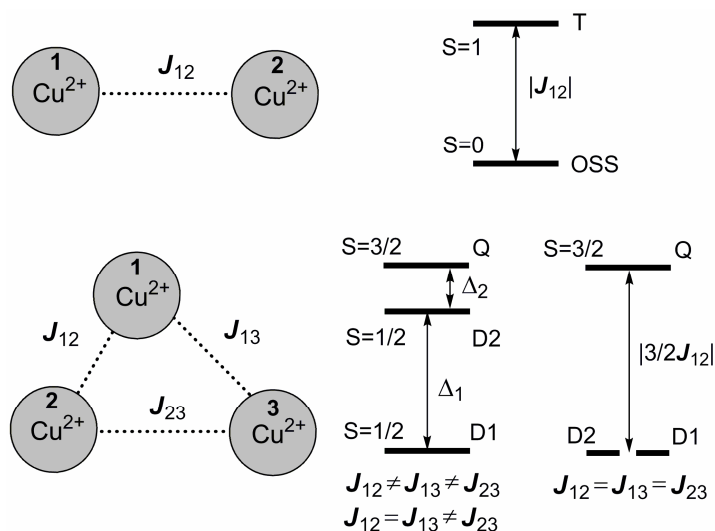 1
Cu2+
J12
2
Cu2+
T
S=1
|J12|
S=0
OSS
1
Cu2+
J12
J13
2
Cu2+
J23
3
Cu2+
S=3/2 Q
Δ2
S=1/2 D2
Δ1
S=1/2 D1
J12 ≠ J13 ≠ J23
J12 = J13 ≠ J23
S=3/2 Q
|3/2J12|
D2 D1
J12 = J13 = J23